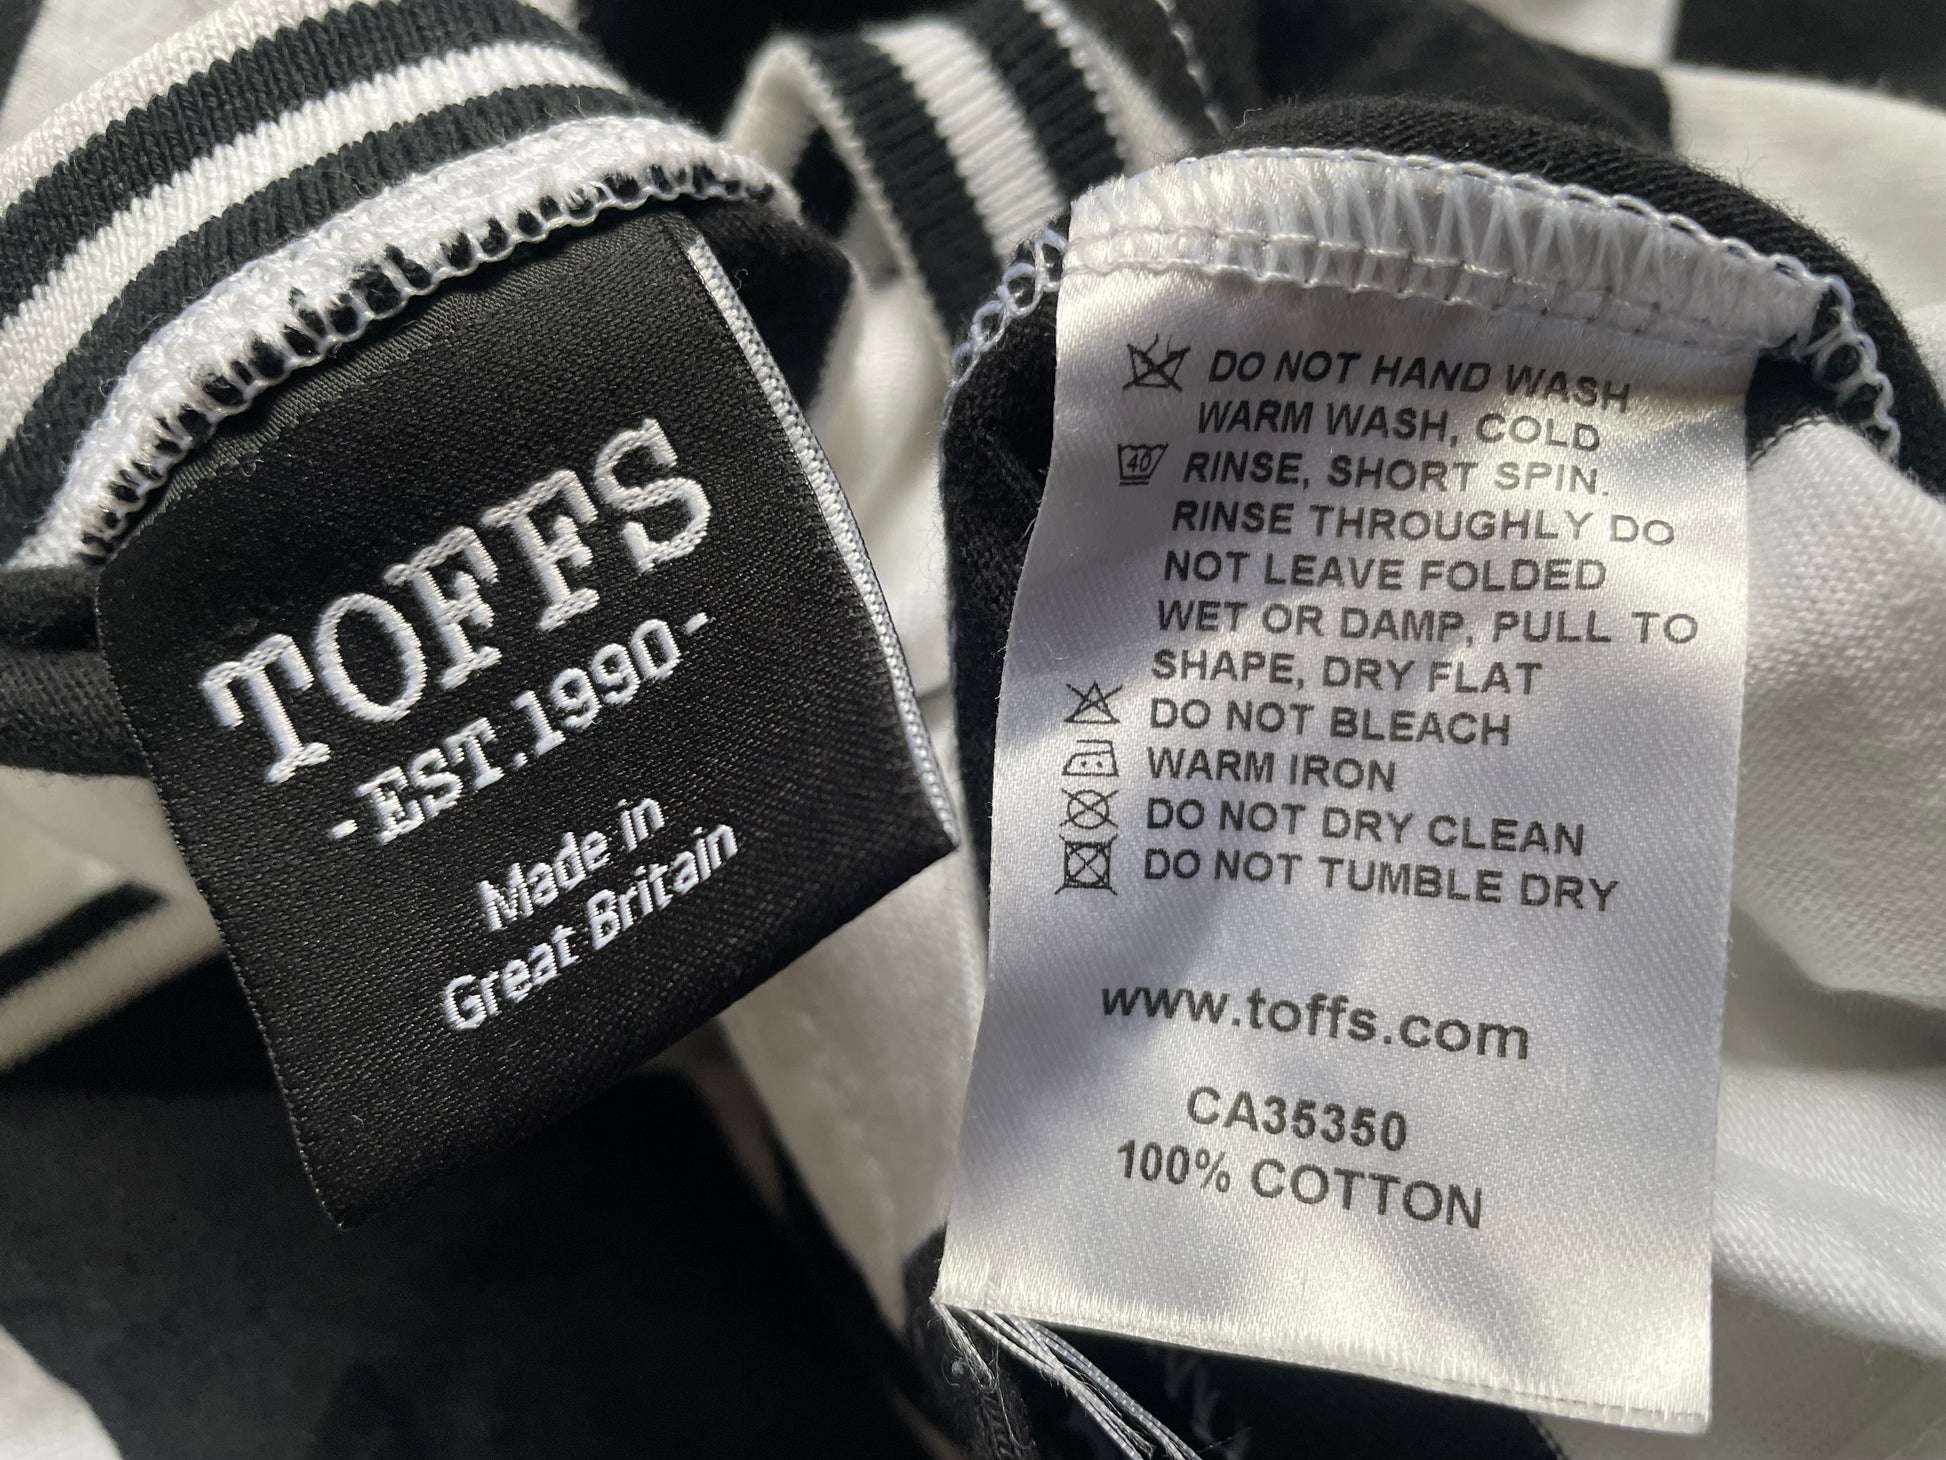 TOFFS
-EST.1990-
Made in
Great Britain
DO NOT HAND WASH
WARM WASH, COLD
40 RINSE, SHORT SPIN.
RINSE THROUGHLY DO
NOT LEAVE FOLDED
WET OR DAMP, PULL TO
SHAPE, DRY FLAT
DO NOT BLEACH
WARM IRON
DO NOT DRY CLEAN
DO NOT TUMBLE DRY
www.toffs.com
CA35350
100% COTTON